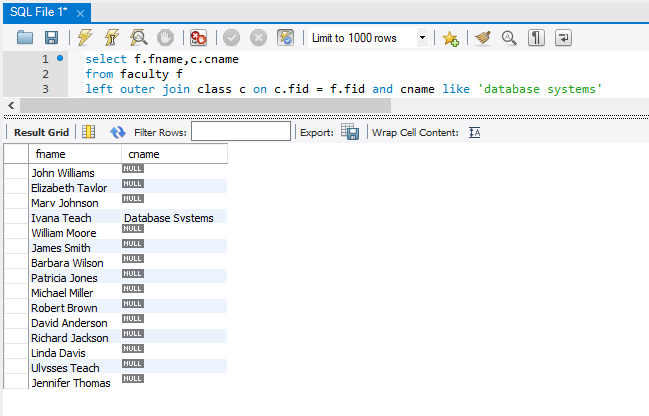 SQL File 1*
Limit to 1000 rows
1 select f.fname,c.cname
2 from faculty f
3 left outer join class c on c.fid = f.fid and cname like 'database systems'
Result Grid Filter Rows: Export: Wrap Cell Content: IA
fname cname
John Williams NULL
Elizabeth Taylor NULL
Mary Johnson NULL
Ivana Teach Database Systems
William Moore NULL
James Smith NULL
Barbara Wilson NULL
Patricia Jones NULL
Michael Miller NULL
Robert Brown NULL
David Anderson NULL
Richard Jackson NULL
Linda Davis NULL
Ulysses Teach NULL
Jennifer Thomas NULL